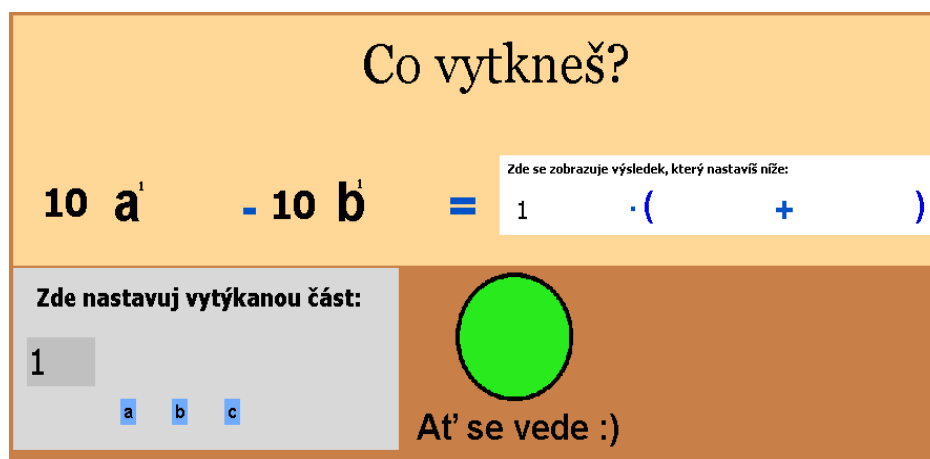 Co vytkneš?
Zde se zobrazuje výsledek, který nastavíš níže:
10 a¹ - 10 b¹ = 1 ·( + )
Zde nastavuj vytýkanou část:
1
a b c
Ať se vede :)